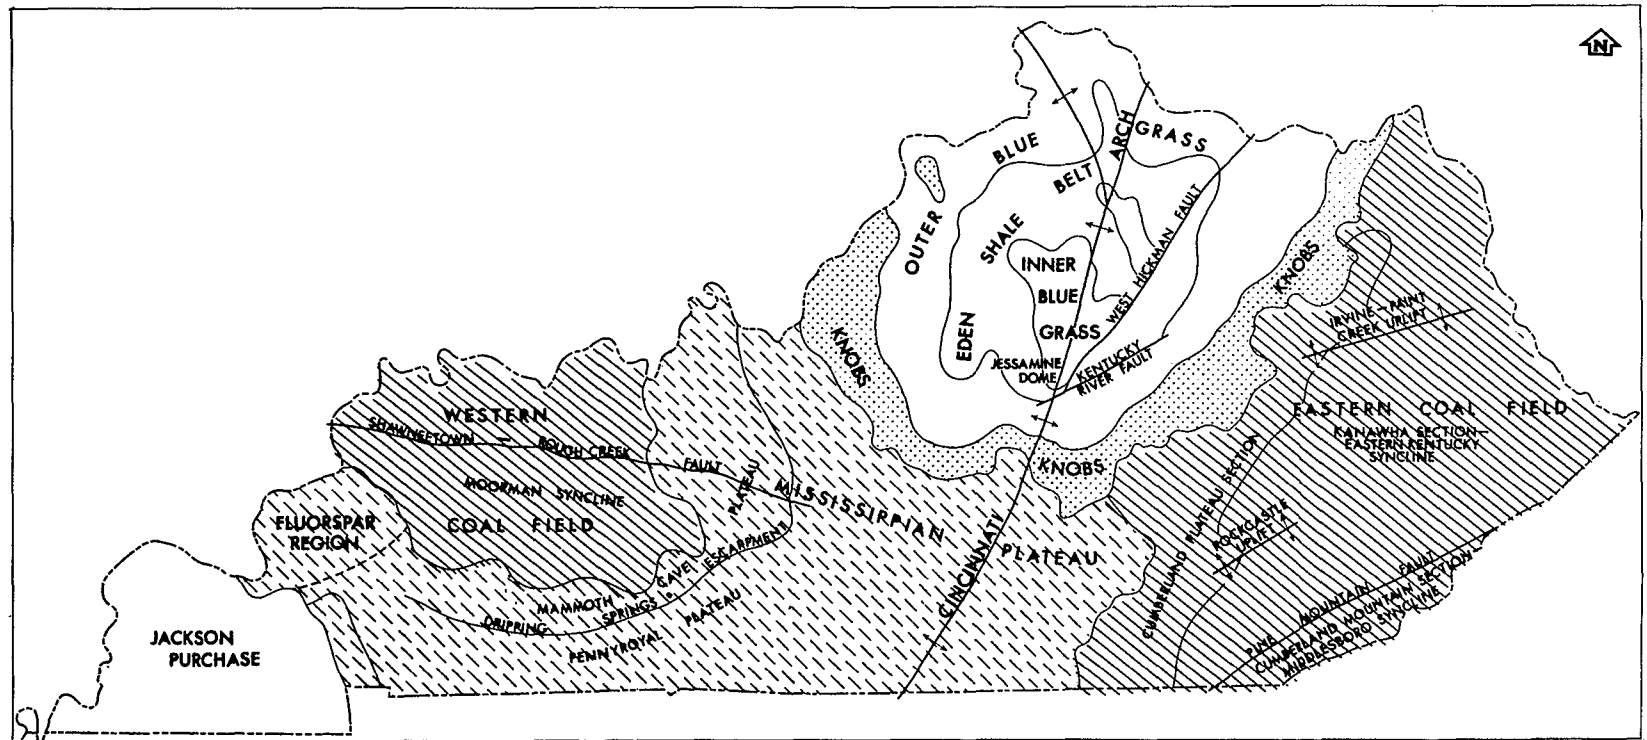 N
BLUE
GRASS
ARCH
BELT
OUTER
SHALE
WEST HICKMAN FAULT
INNER
BLUE
GRASS
EDEN
KNOBS
KNOBS
JESSAMINE
DOME
KENTUCKY
RIVER FAULT
IRVINE — PAINT
CREEK UPLIFT
EASTERN COAL FIELD
KANAWHA SECTION—
EASTERN KENTUCKY
SYNCLINE
WESTERN
SHAWNEETOWN — ROUGH CREEK FAULT
MOORMAN SYNCLINE
COAL FIELD
PLATEAU
KNOBS
MISSISSIPPIAN
PLATEAU
CINCINNATI
CUMBERLAND PLATEAU SECTION
ROCKCASTLE
UPLIFT
FLUORSPAR
REGION
MAMMOTH CAVE
DRIPPING SPRINGS ESCARPMENT
PENNYROYAL PLATEAU
PINE MOUNTAIN FAULT
CUMBERLAND MOUNTAIN SECTION
MIDDLESBORO SYNCLINE
JACKSON
PURCHASE